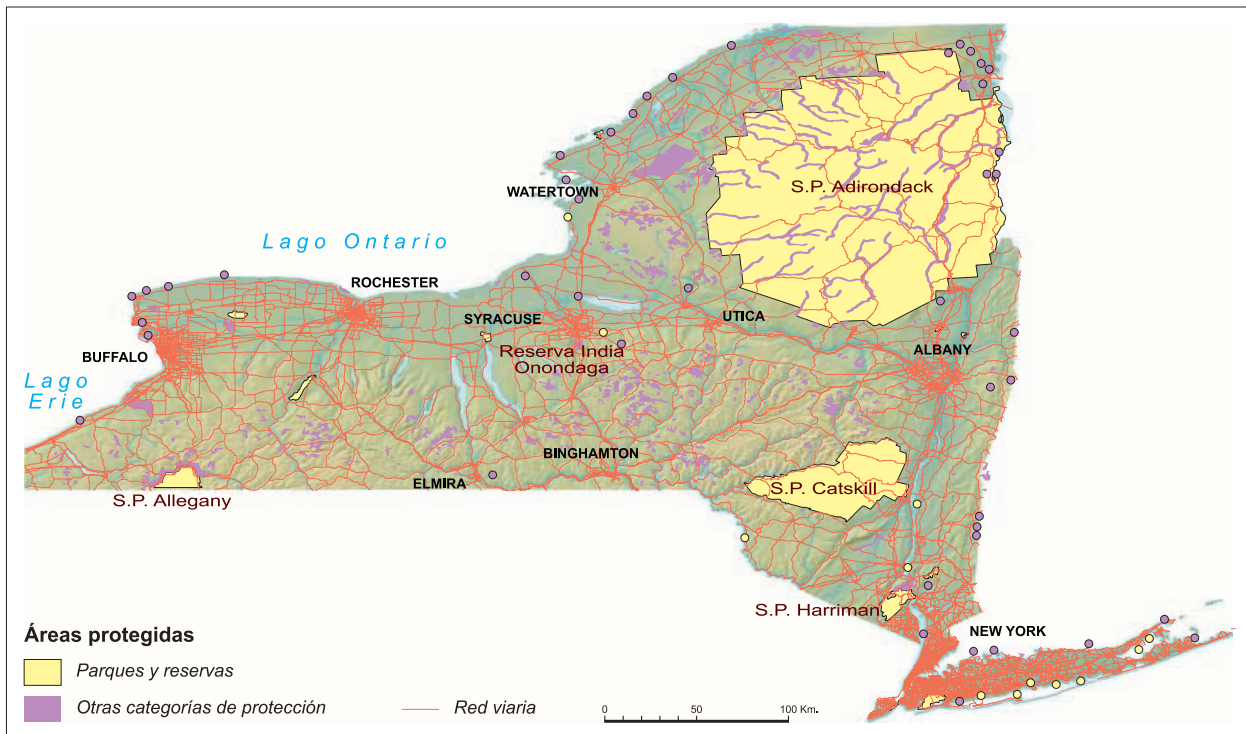 S.P. Adirondack
WATERTOWN
Lago Ontario
ROCHESTER
SYRACUSE
UTICA
BUFFALO
Reserva India
Onondaga
ALBANY
Lago
Erie
BINGHAMTON
ELMIRA
S.P. Catskill
S.P. Allegany
S.P. Harriman
NEW YORK
Áreas protegidas
Parques y reservas
Otras categorías de protección
Red viaria
0 50 100 Km.